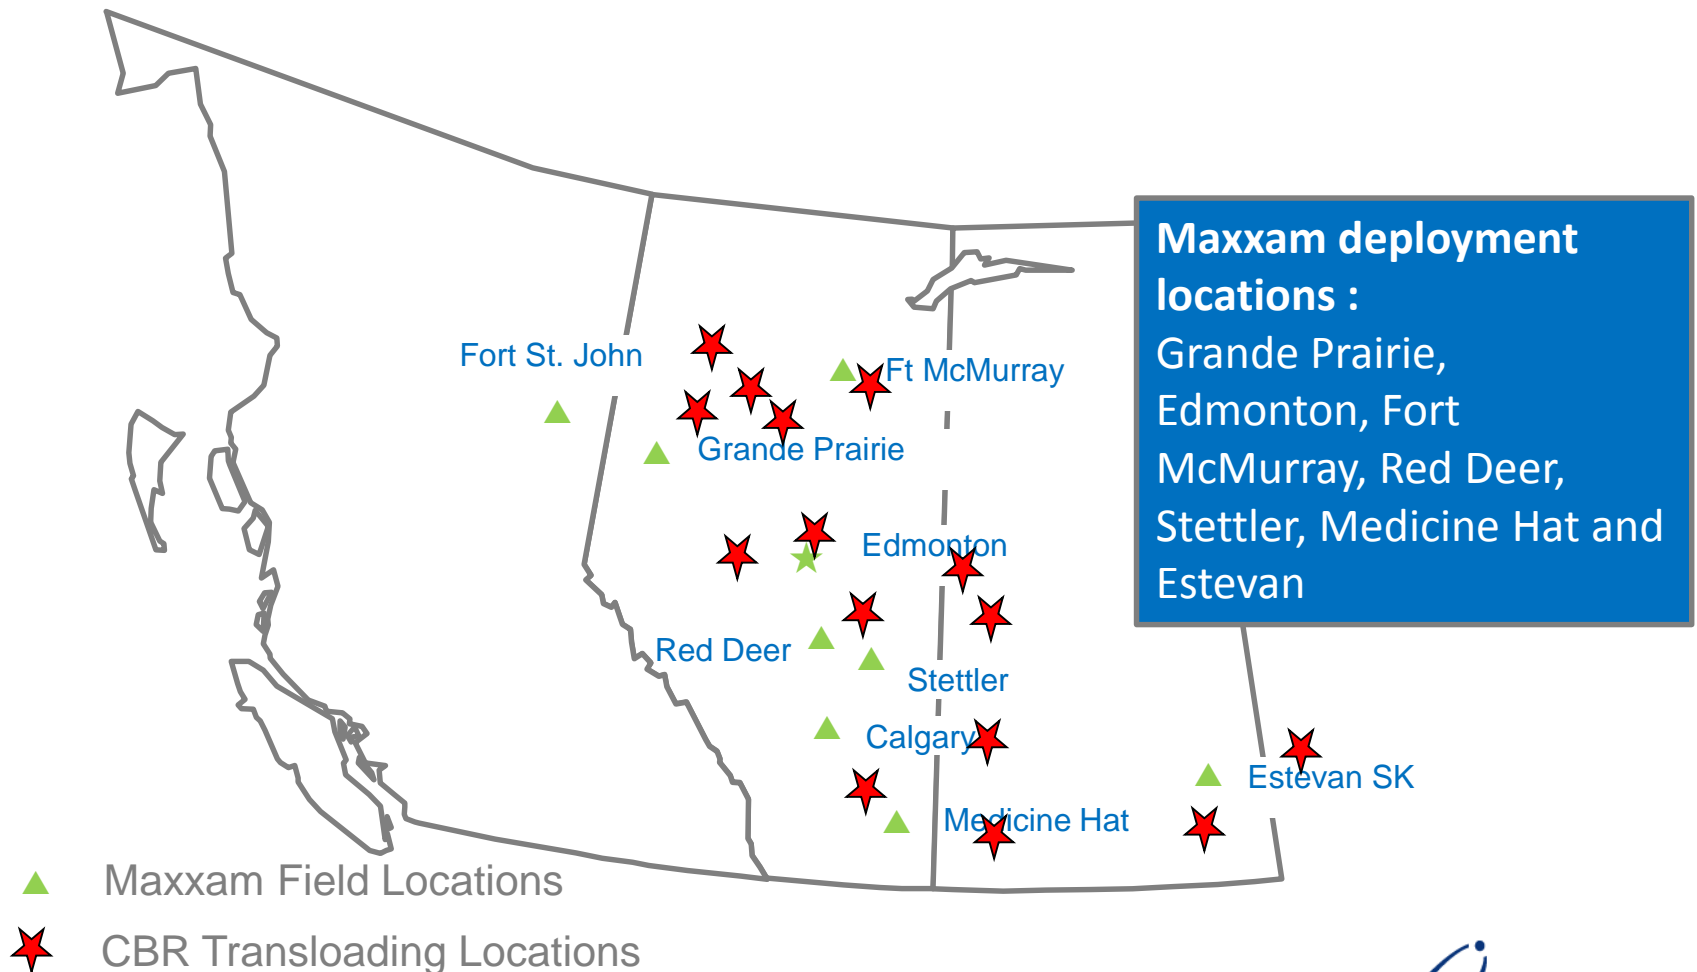 Maxxam deployment
locations :
Grande Prairie,
Edmonton, Fort
McMurray, Red Deer,
Stettler, Medicine Hat and
Estevan
Fort St. John
Ft McMurray
Grande Prairie
Edmonton
Red Deer
Stettler
Calgary
Estevan SK
Medicine Hat
Maxxam Field Locations
CBR Transloading Locations